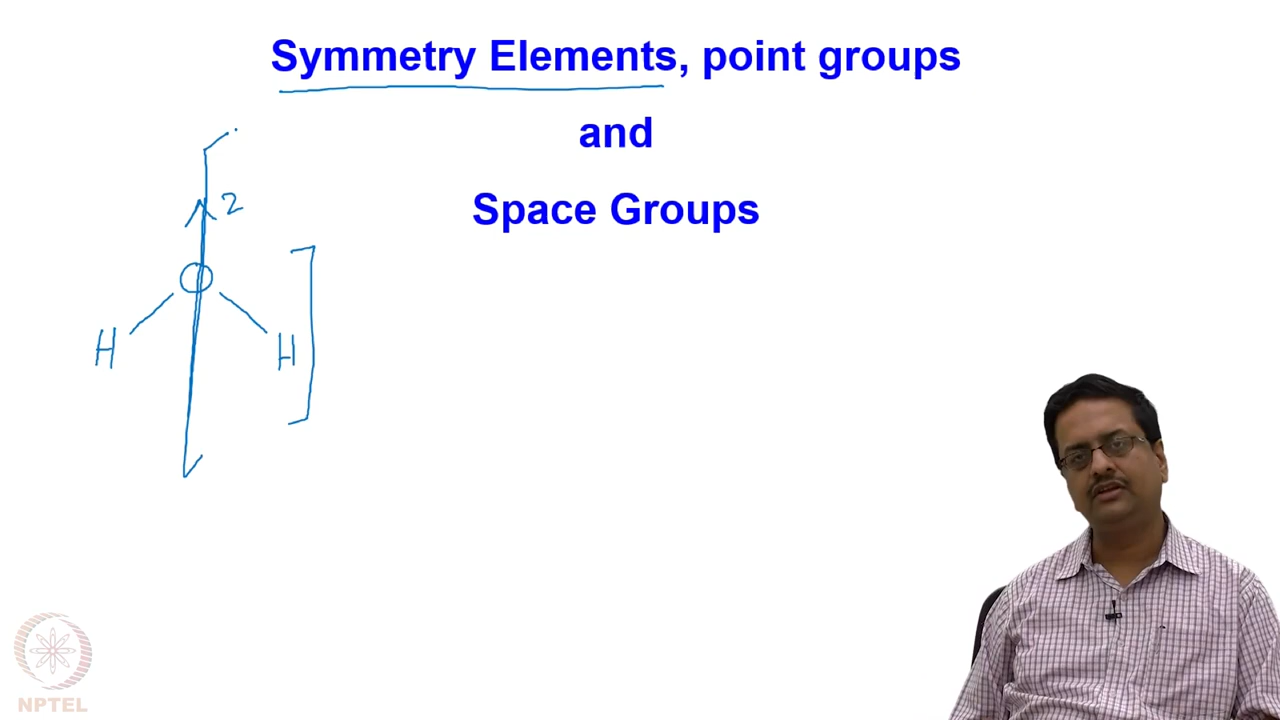 Symmetry Elements, point groups
and
Space Groups
2
O
H H
NPTEL